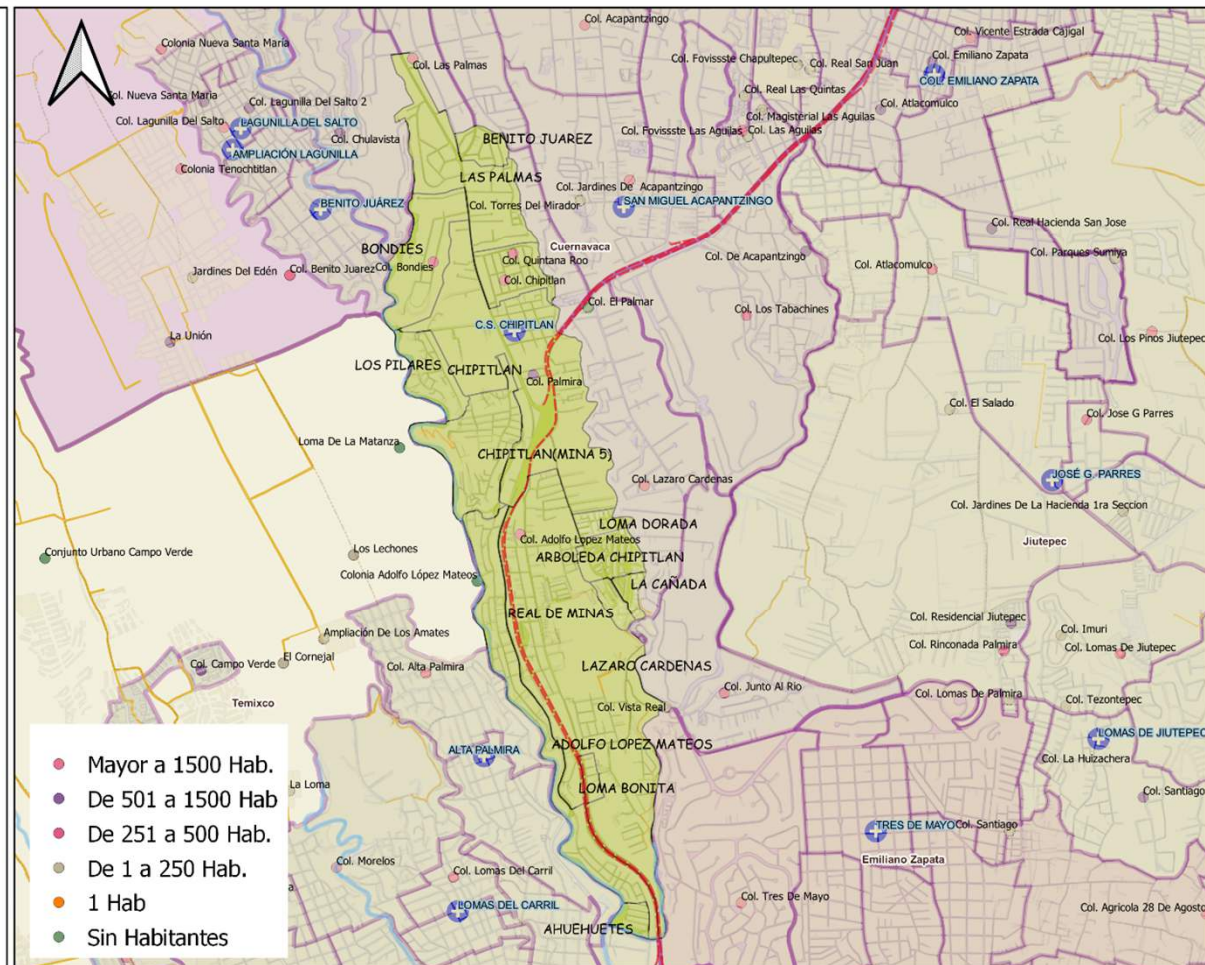 Col. Acapantzingo
Col. Vicente Estrada Cajigal
Colonia Nueva Santa Maria
Col. Las Palmas
Col. Fovissste Chapultepec
Col. Real San Juan
Col. Emiliano Zapata
COL. EMILIANO ZAPATA
Col. Nueva Santa Maria
Col. Lagunilla Del Salto 2
Col. Real Las Quintas
Col. Lagunilla Del Salto
LAGUNILLA DEL SALTO
Col. Magisterial Las Aguilas
Col. Atlacomulco
Col. Chulavista
BENITO JUAREZ
Col. Fovissste Las Aguilas
Col. Las Aguilas
AMPLIACIÓN LAGUNILLA
Colonia Tenochtitlan
LAS PALMAS
Col. Jardines De Acapantzingo
BENITO JUÁREZ
Col. Torres Del Mirador
SAN MIGUEL ACAPANTZINGO
Col. Real Hacienda San Jose
BONDIES
Cuernavaca
Col. De Acapantzingo
Col. Parques Sumiya
Jardines Del Edén
Col. Benito Juarez
Col. Bondies
Col. Quintana Roo
Col. Atlacomulco
Col. Chipitlan
Col. El Palmar
Col. Los Tabachines
C.S. CHIPITLAN
La Unión
Col. Los Pinos Jiutepec
LOS PILARES
CHIPITLAN
Col. Palmira
Col. El Salado
Col. Jose G Parres
Loma De La Matanza
CHIPITLAN(MINA 5)
JOSÉ G. PARRES
Col. Lazaro Cardenas
Col. Jardines De La Hacienda 1ra Seccion
LOMA DORADA
Col. Adolfo Lopez Mateos
Jiutepec
Conjunto Urbano Campo Verde
Los Lechones
ARBOLEDA CHIPITLAN
Colonia Adolfo López Mateos
LA CAÑADA
REAL DE MINAS
Col. Residencial Jiutepec
Ampliación De Los Amates
Col. Imuri
Col. Rinconada Palmira
Col. Lomas De Jiutepec
El Cornejal
Col. Campo Verde
Col. Alta Palmira
LAZARO CARDENAS
Col. Junto Al Rio
Col. Lomas De Palmira
Temixco
Col. Vista Real
Col. Tezontepec
ALTA PALMIRA
ADOLFO LOPEZ MATEOS
LOMAS DE JIUTEPEC
Col. La Huizachera
Mayor a 1500 Hab.
La Loma
LOMA BONITA
De 501 a 1500 Hab
Col. Santiago
De 251 a 500 Hab.
TRES DE MAYO
Col. Santiago
De 1 a 250 Hab.
Col. Morelos
Emiliano Zapata
Col. Lomas Del Carril
1 Hab
Col. Tres De Mayo
LOMAS DEL CARRIL
Col. Agricola 28 De Agosto
Sin Habitantes
AHUEHUETES